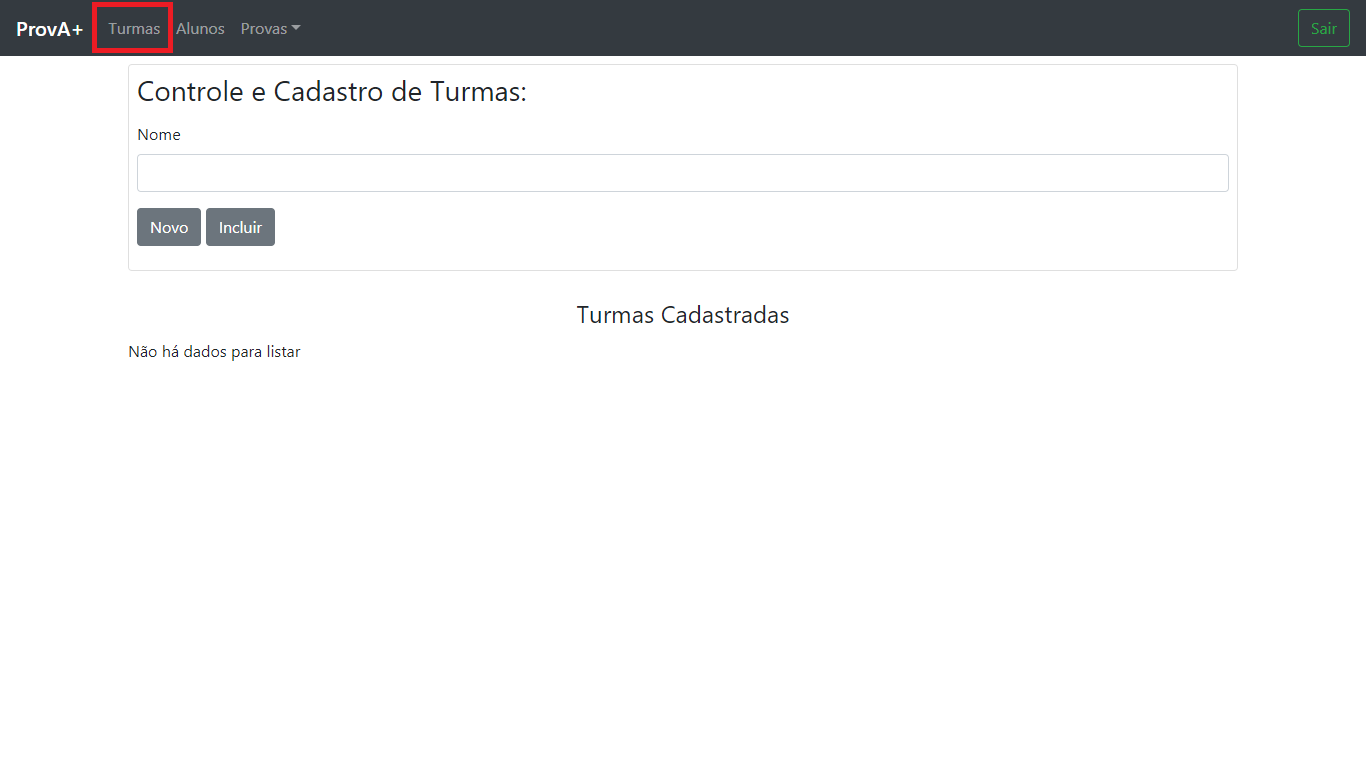 ProvA+ Turmas Alunos Provas Sair
Controle e Cadastro de Turmas:
Nome
Novo Incluir
Turmas Cadastradas
Não há dados para listar